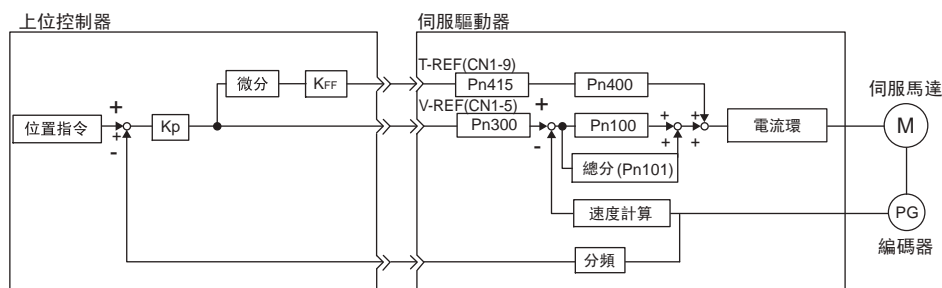 上位控制器
伺服驅動器
T-REF(CN1-9)
微分
KFF
Pn415
Pn400
伺服馬達
V-REF(CN1-5)
+
+
+
+
位置指令
+
Kp
Pn300
Pn100
+
+
電流環
M
-
-
總分(Pn101)
速度計算
PG
編碼器
分頻